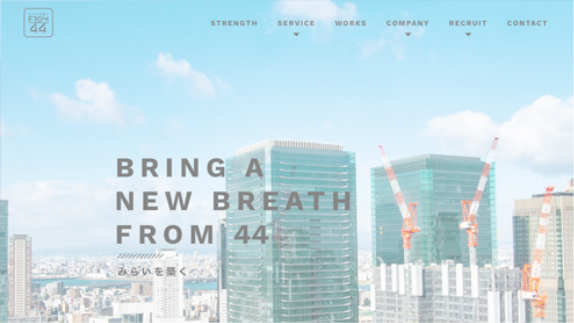 FROM
44
STRENGTH
SERVICE
WORKS
COMPANY
RECRUIT
CONTACT
BRING A
NEW BREATH
FROM 44
みらいを築く